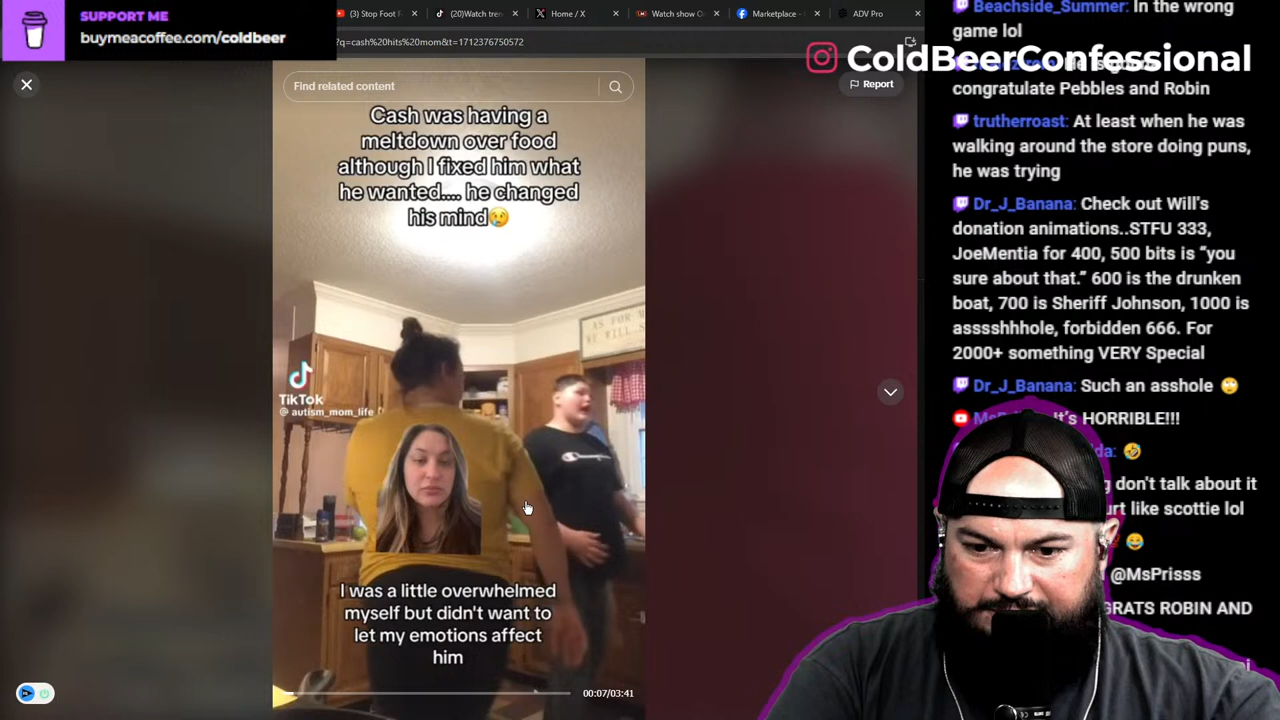 SUPPORT ME
buymeacoffee.com/coldbeer
(3) Stop Foot F
(20)watch tren
Home / X
Watch show O
Marketplace -
ADV Pro
?q=cash%20hits%20mom&t=1712376750572
Find related content
Report
Cash was having a
meltdown over food
although I fixed him what
he wanted.... he changed
his mind😢
AS FOR
WE WILL
TikTok
@ autism_mom_life
I was a little overwhelmed
myself but didn't want to
let my emotions affect
him
00:07/03:41
Beachside_Summer: In the wrong
game lol
ColdBeerConfessional
congratulate Pebbles and Robin
trutherroast: At least when he was
walking around the store doing puns,
he was trying
Dr_J_Banana: Check out Will's
donation animations..STFU 333,
JoeMentia for 400, 500 bits is “you
sure about that.” 600 is the drunken
boat, 700 is Sheriff Johnson, 1000 is
asssshhhole, forbidden 666. For
2000+ something VERY Special
Dr_J_Banana: Such an asshole 🙄
It's HORRIBLE!!!
🤣
don't talk about it
like scottie lol
😂
@MsPrisss
ROBIN AND